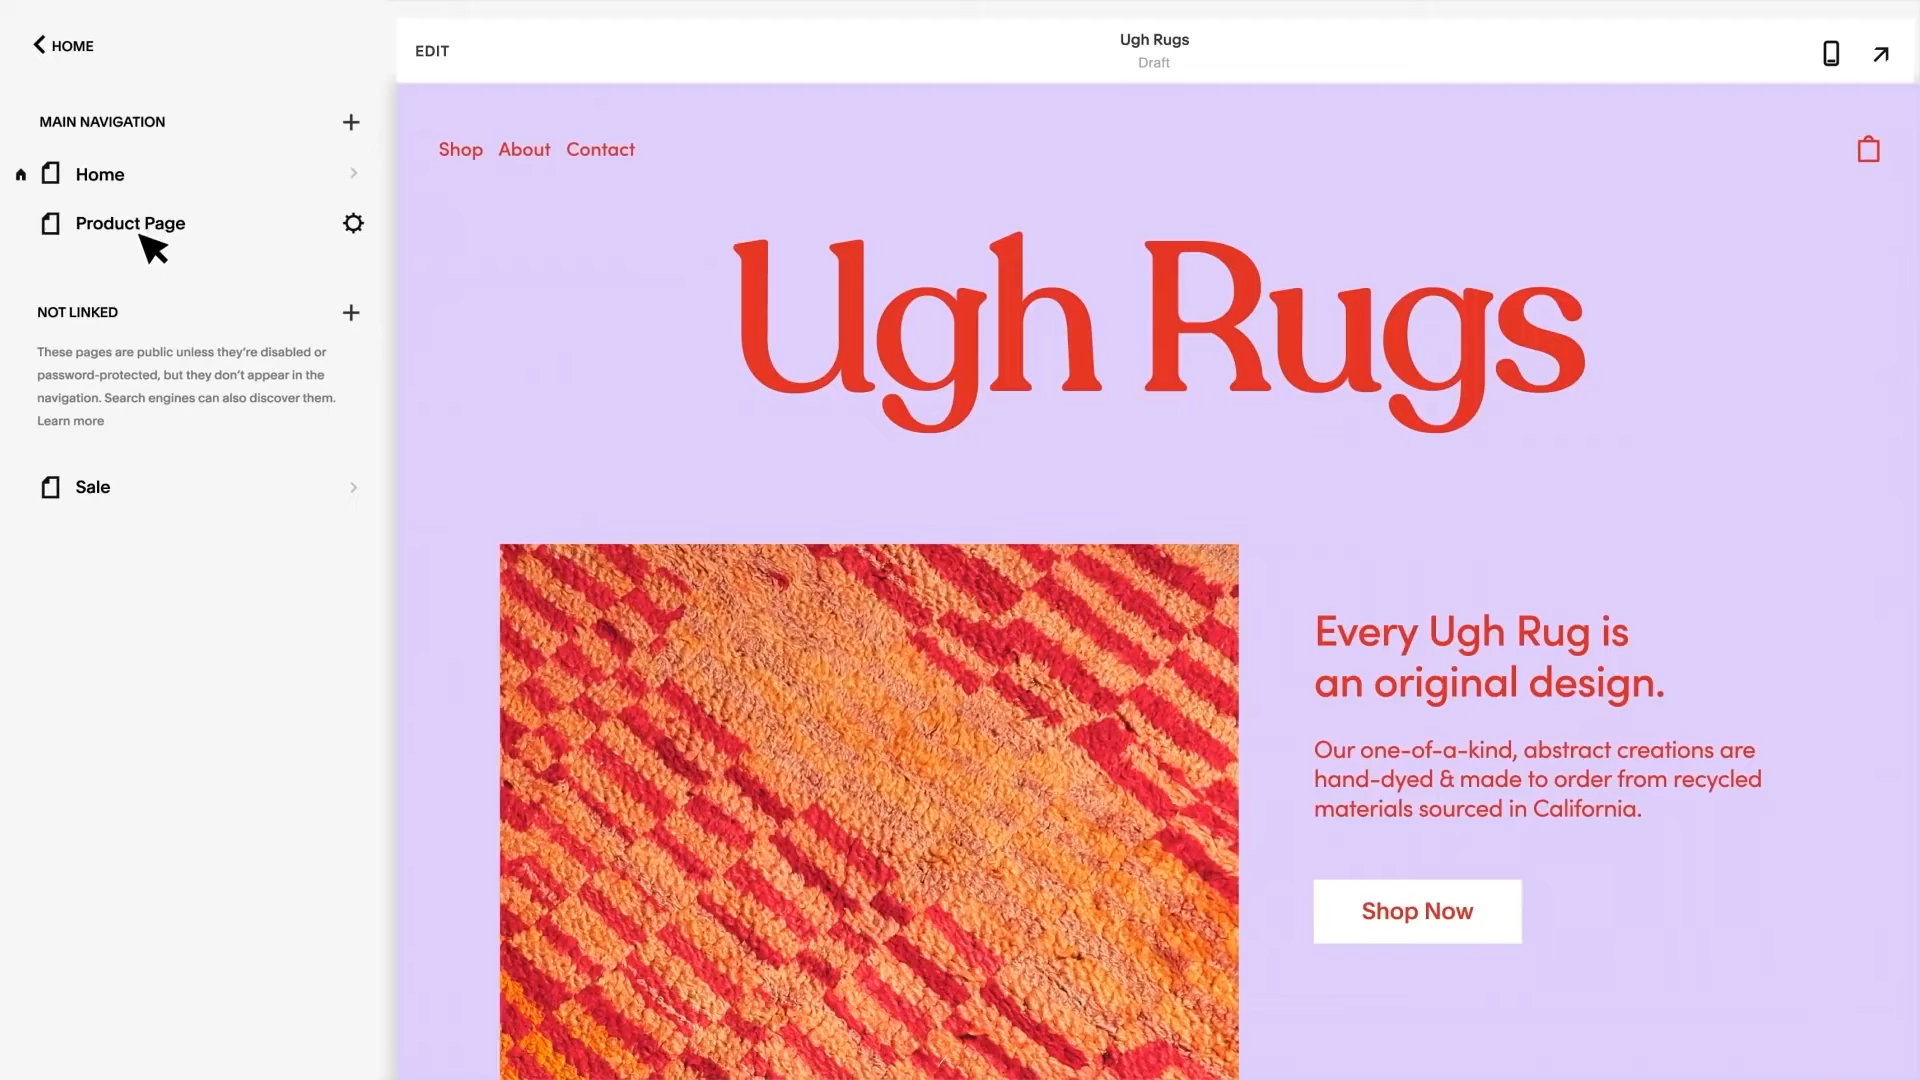 HOME
MAIN NAVIGATION
Home
Product Page
NOT LINKED
These pages are public unless they're disabled or
password-protected, but they don't appear in the
navigation. Search engines can also discover them.
Learn more
Sale
EDIT
Ugh Rugs
Draft
Shop About Contact
Ugh Rugs
Every Ugh Rug is
an original design.
Our one-of-a-kind, abstract creations are
hand-dyed & made to order from recycled
materials sourced in California.
Shop Now